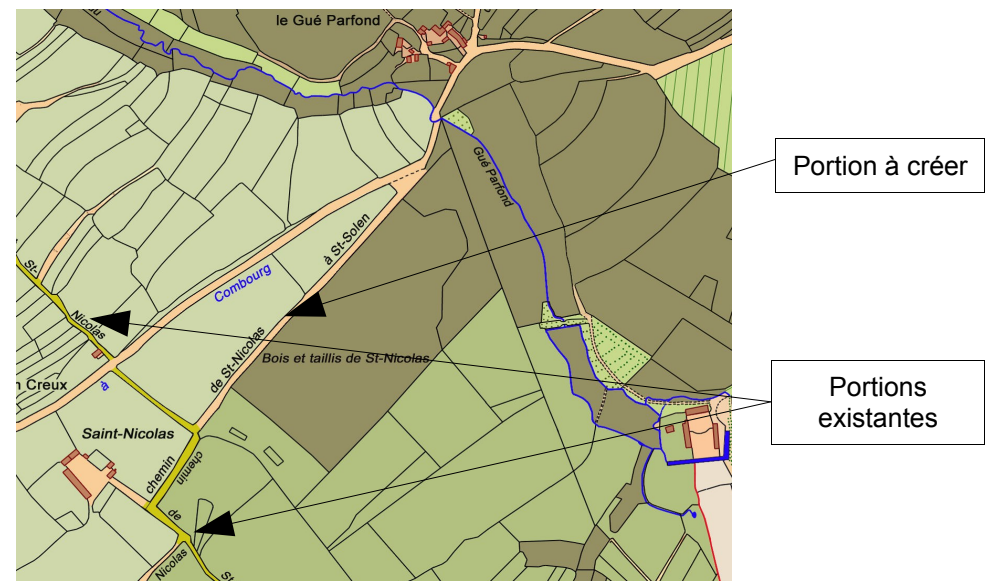 le Gué Parfond
Gué Parfond
Portion à créer
à St-Solen
St-
Combourg
Nicolas
de St-Nicolas
Bois et taillis de St-Nicolas
n Creux
à
Portions
existantes
Saint-Nicolas
chemin
chemin
de
Nicolas
St-